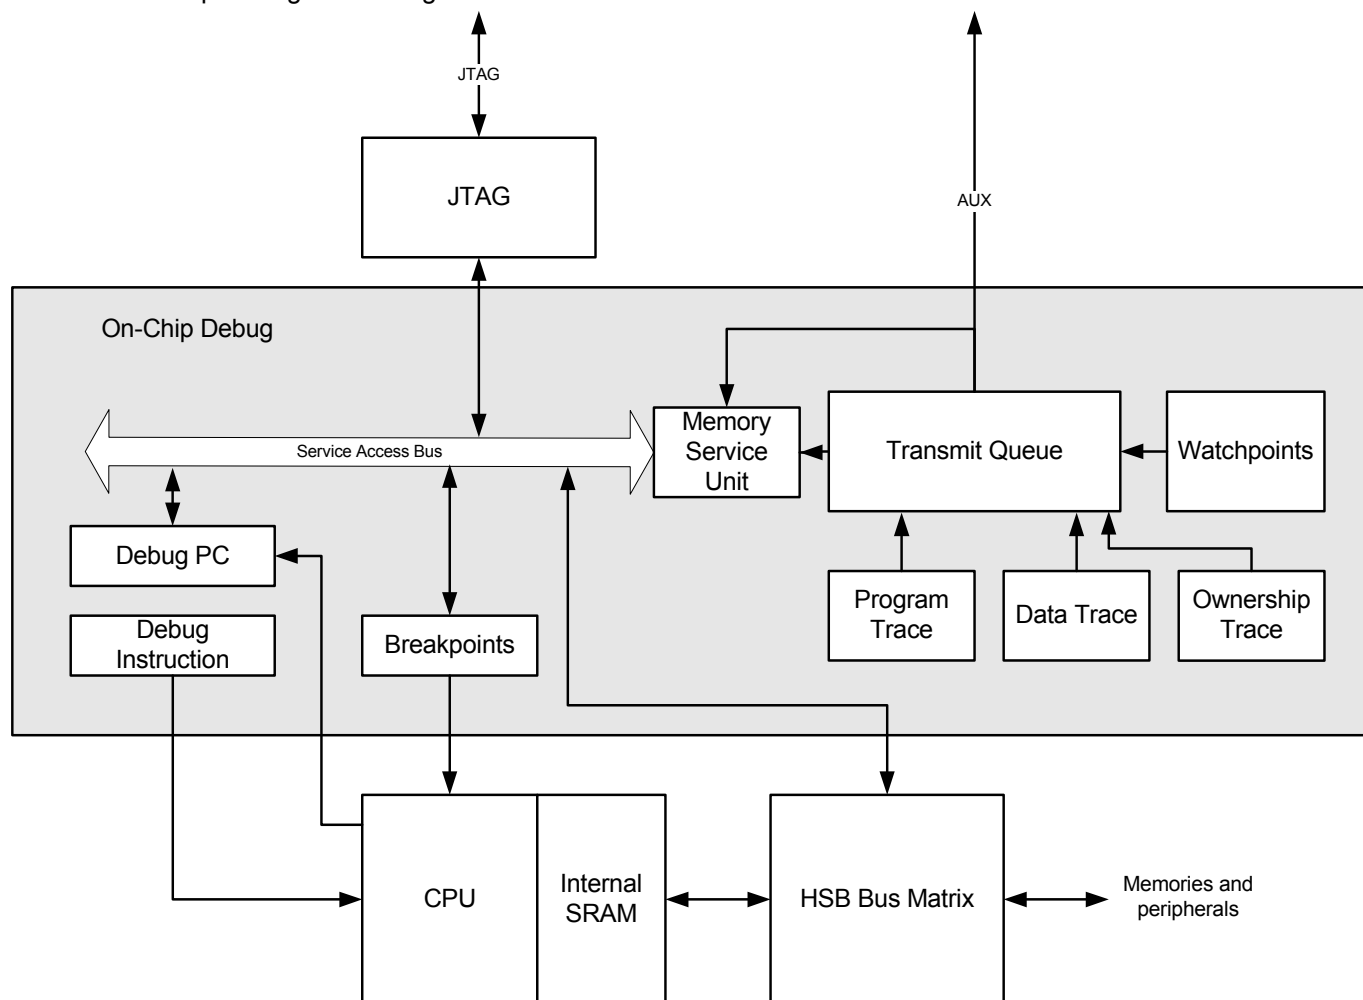 JTAG
JTAG
AUX
On-Chip Debug
Service Access Bus
Memory
Service
Unit
Transmit Queue
Watchpoints
Debug PC
Debug
Instruction
Breakpoints
Program
Trace
Data Trace
Ownership
Trace
CPU
Internal
SRAM
HSB Bus Matrix
Memories and
peripherals